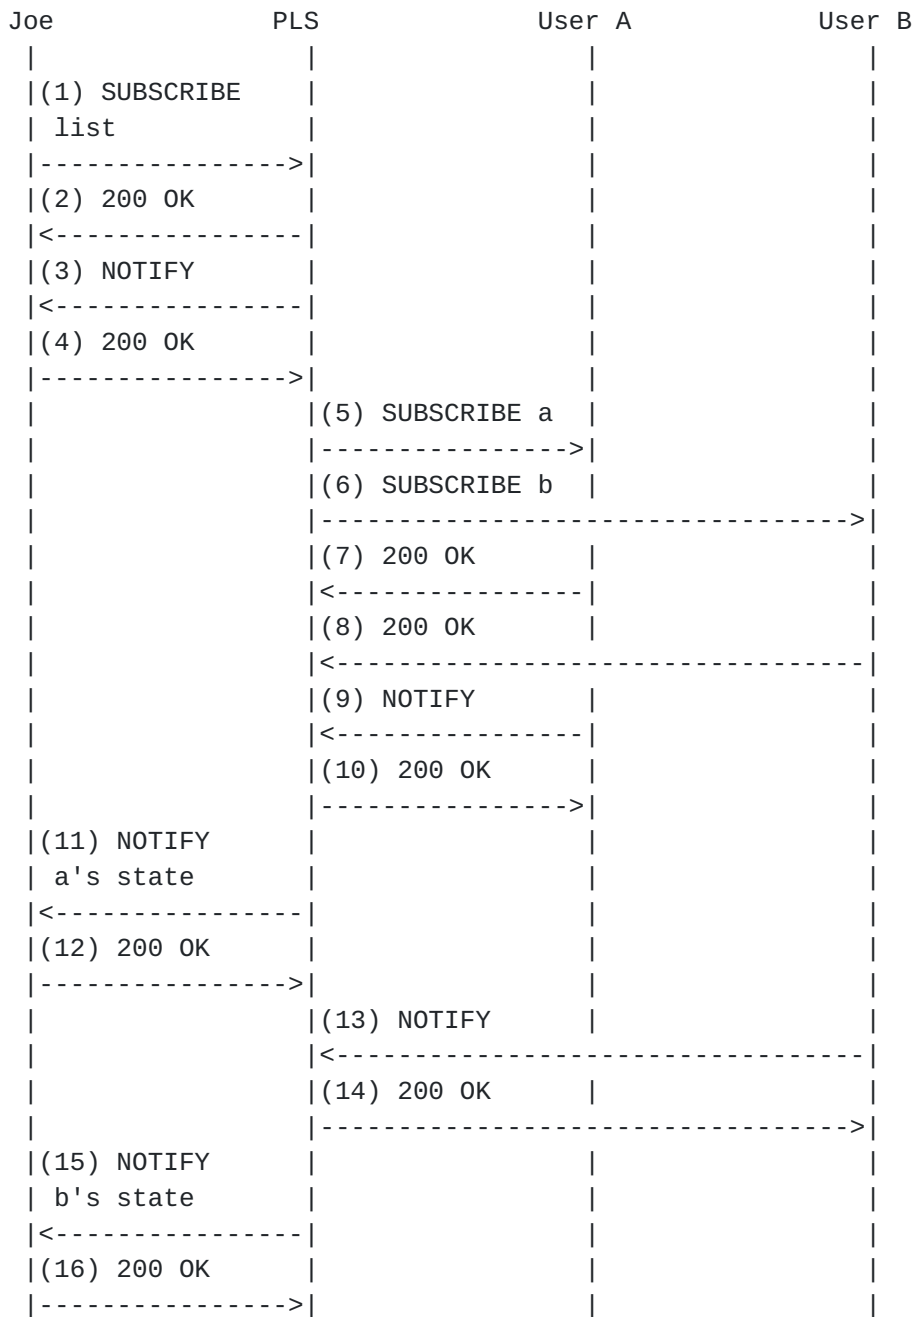 Joe                PLS              User A            User B
 |                 |                 |                 |
 |(1) SUBSCRIBE    |                 |                 |
 | list            |                 |                 |
 |---------------->|                 |                 |
 |(2) 200 OK       |                 |                 |
 |<----------------|                 |                 |
 |(3) NOTIFY       |                 |                 |
 |<----------------|                 |                 |
 |(4) 200 OK       |                 |                 |
 |---------------->|                 |                 |
 |                 |(5) SUBSCRIBE a  |                 |
 |                 |---------------->|                 |
 |                 |(6) SUBSCRIBE b  |                 |
 |                 |---------------------------------->|
 |                 |(7) 200 OK       |                 |
 |                 |<----------------|                 |
 |                 |(8) 200 OK       |                 |
 |                 |<----------------------------------|
 |                 |(9) NOTIFY       |                 |
 |                 |<----------------|                 |
 |                 |(10) 200 OK      |                 |
 |                 |---------------->|                 |
 |(11) NOTIFY      |                 |                 |
 | a's state       |                 |                 |
 |<----------------|                 |                 |
 |(12) 200 OK      |                 |                 |
 |---------------->|                 |                 |
 |                 |(13) NOTIFY      |                 |
 |                 |<----------------------------------|
 |                 |(14) 200 OK      |                 |
 |                 |---------------------------------->|
 |(15) NOTIFY      |                 |                 |
 | b's state       |                 |                 |
 |<----------------|                 |                 |
 |(16) 200 OK      |                 |                 |
 |---------------->|                 |                 |